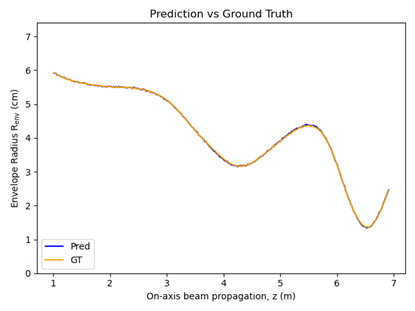 Prediction vs Ground Truth
Envelope Radius R_env (cm)
7
6
5
4
3
2
1
0
Pred
GT
1 2 3 4 5 6 7
On-axis beam propagation, z (m)